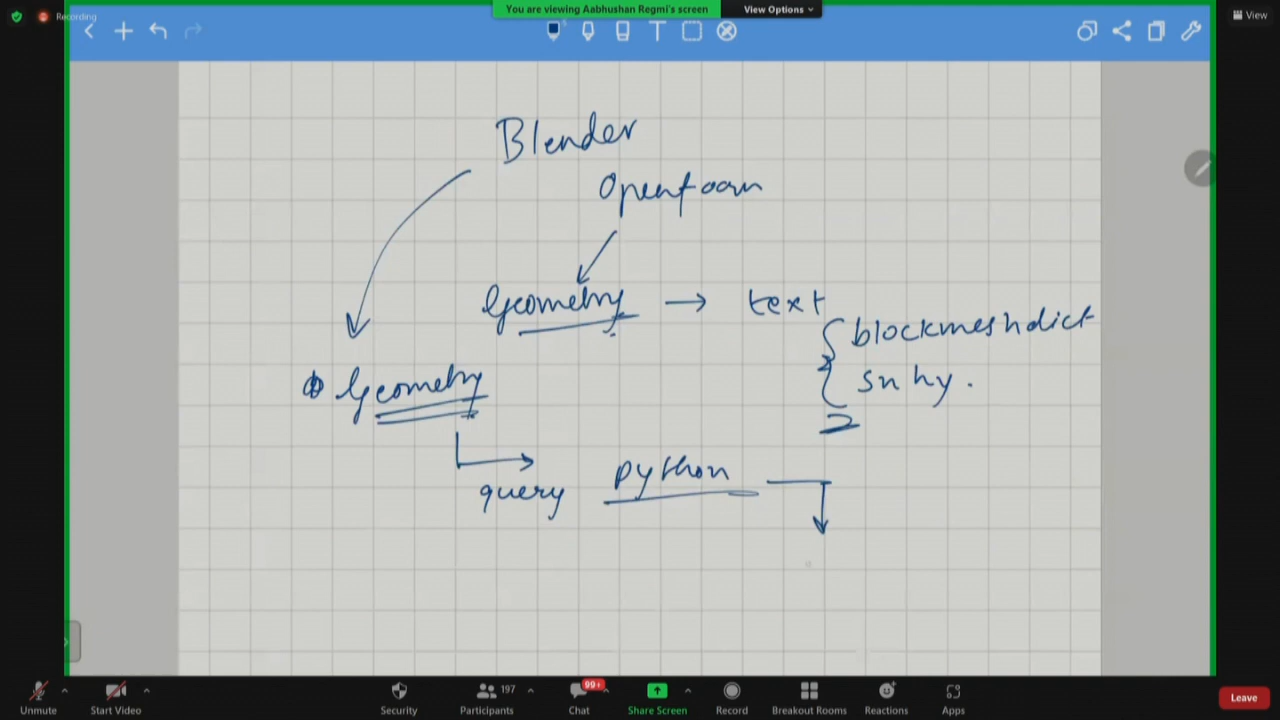 Recording
You are viewing Aabhushan Regmi's screen
View Options
View
Blender
Openfoam
Geometry → text
blockmeshdict
snhy.
Geometry
query python
Unmute
Start Video
Security
197
Participants
99+
Chat
Share Screen
Record
Breakout Rooms
Reactions
Apps
Leave